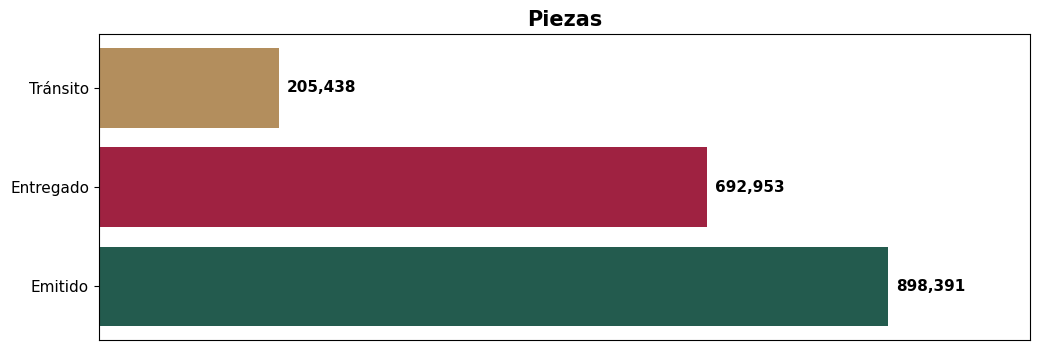 Piezas
Tránsito 205,438
Entregado 692,953
Emitido 898,391